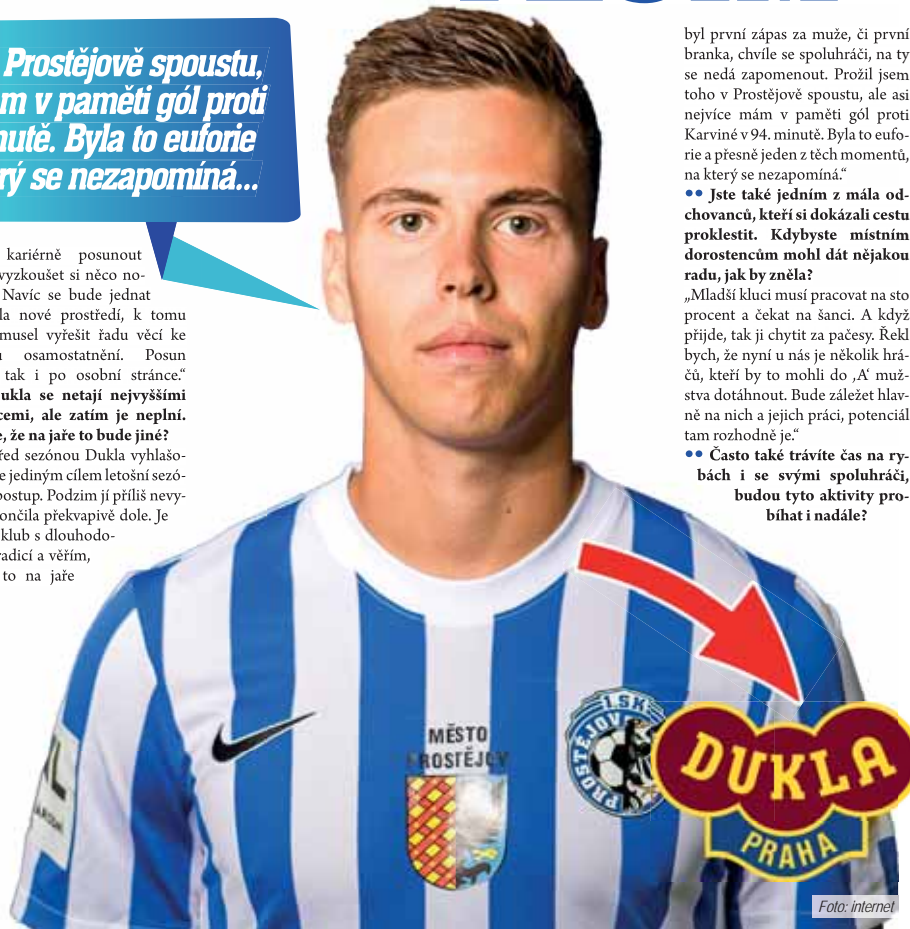 Prostějově spoustu,
m v paměti gól proti
nutě. Byla to euforie
rý se nezapomíná...
kariérně posunout
vyzkoušet si něco no-
Navíc se bude jednat
la nové prostředí, k tomu
musel vyřešit řadu věcí ke
osamostatnění. Posun
tak i po osobní stránce.“
ukla se netají nejvyššími
cemi, ale zatím je neplní.
e, že na jaře to bude jiné?
řed sezónou Dukla vyhlašo-
e jediným cílem letošní sezó-
postup. Podzim jí příliš nevy-
ončila překvapivě dole. Je
klub s dlouhodo-
radicí a věřím,
to na jaře
byl první zápas za muže, či první
branka, chvíle se spoluhráči, na ty
se nedá zapomenout. Prožil jsem
toho v Prostějově spoustu, ale asi
nejvíce mám v paměti gól proti
Karviné v 94. minutě. Byla to eufo-
rie a přesně jeden z těch momentů,
na který se nezapomíná.“
•• Jste také jedním z mála od-
chovanců, kteří si dokázali cestu
proklestit. Kdybyste místním
dorostencům mohl dát nějakou
radu, jak by zněla?
„Mladší kluci musí pracovat na sto
procent a čekat na šanci. A když
přijde, tak ji chytit za pačesy. Řekl
bych, že nyní u nás je několik hrá-
čů, kteří by to mohli do ‚A‘ muž-
stva dotáhnout. Bude záležet hlav-
ně na nich a jejich práci, potenciál
tam rozhodně je.“
•• Často také trávíte čas na ry-
bách i se svými spoluhráči,
budou tyto aktivity pro-
bíhat i nadále?
MĚSTO
PROSTĚJOV
1.SK
PROSTĚJOV
DUKLA
PRAHA
Foto: internet